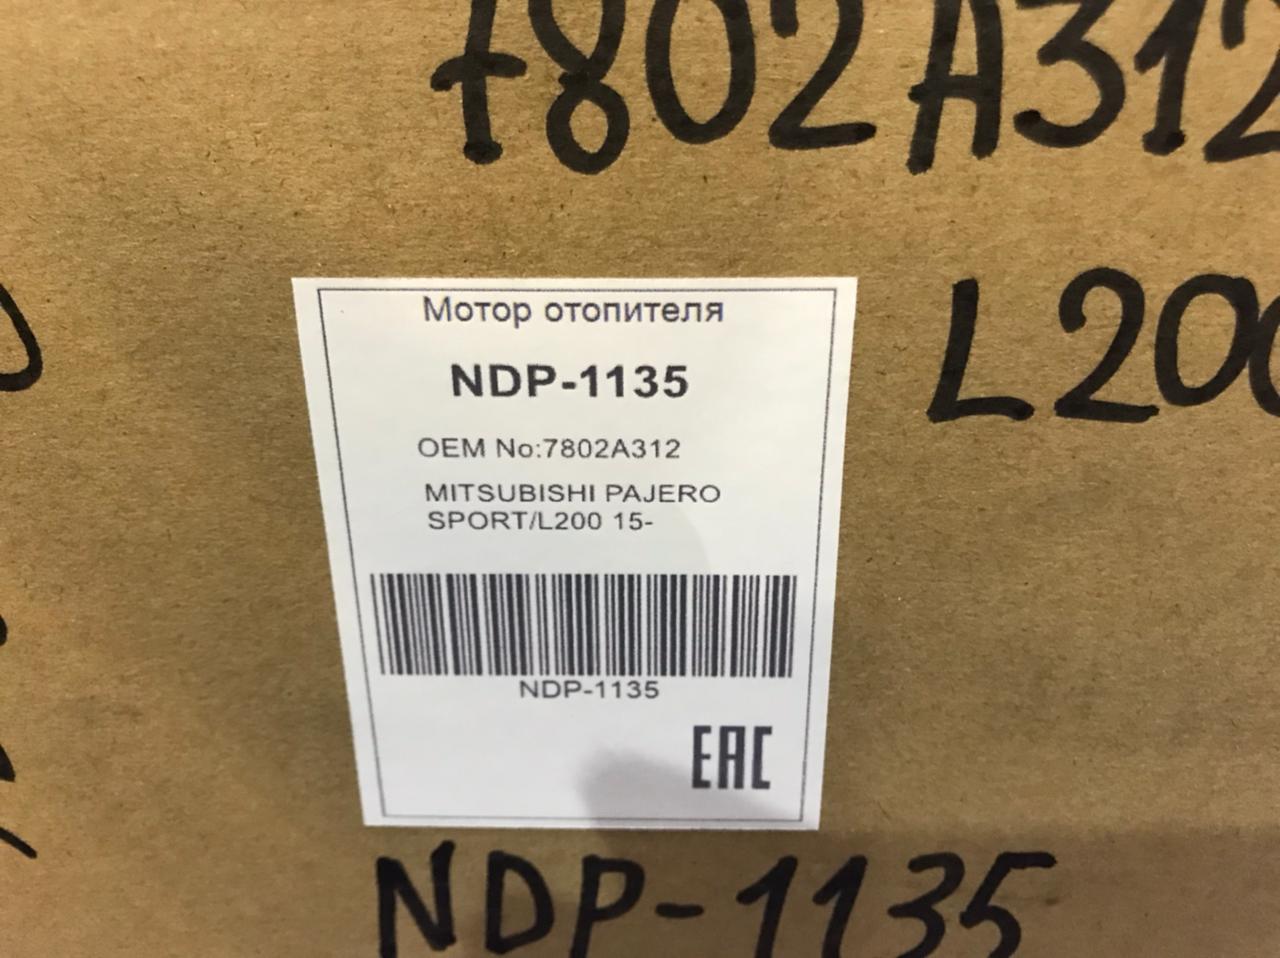 7802A312
L200
Мотор отопителя
NDP-1135
OEM No:7802A312
MITSUBISHI PAJERO
SPORT/L200 15-
NDP-1135
EAC
NDP-1135